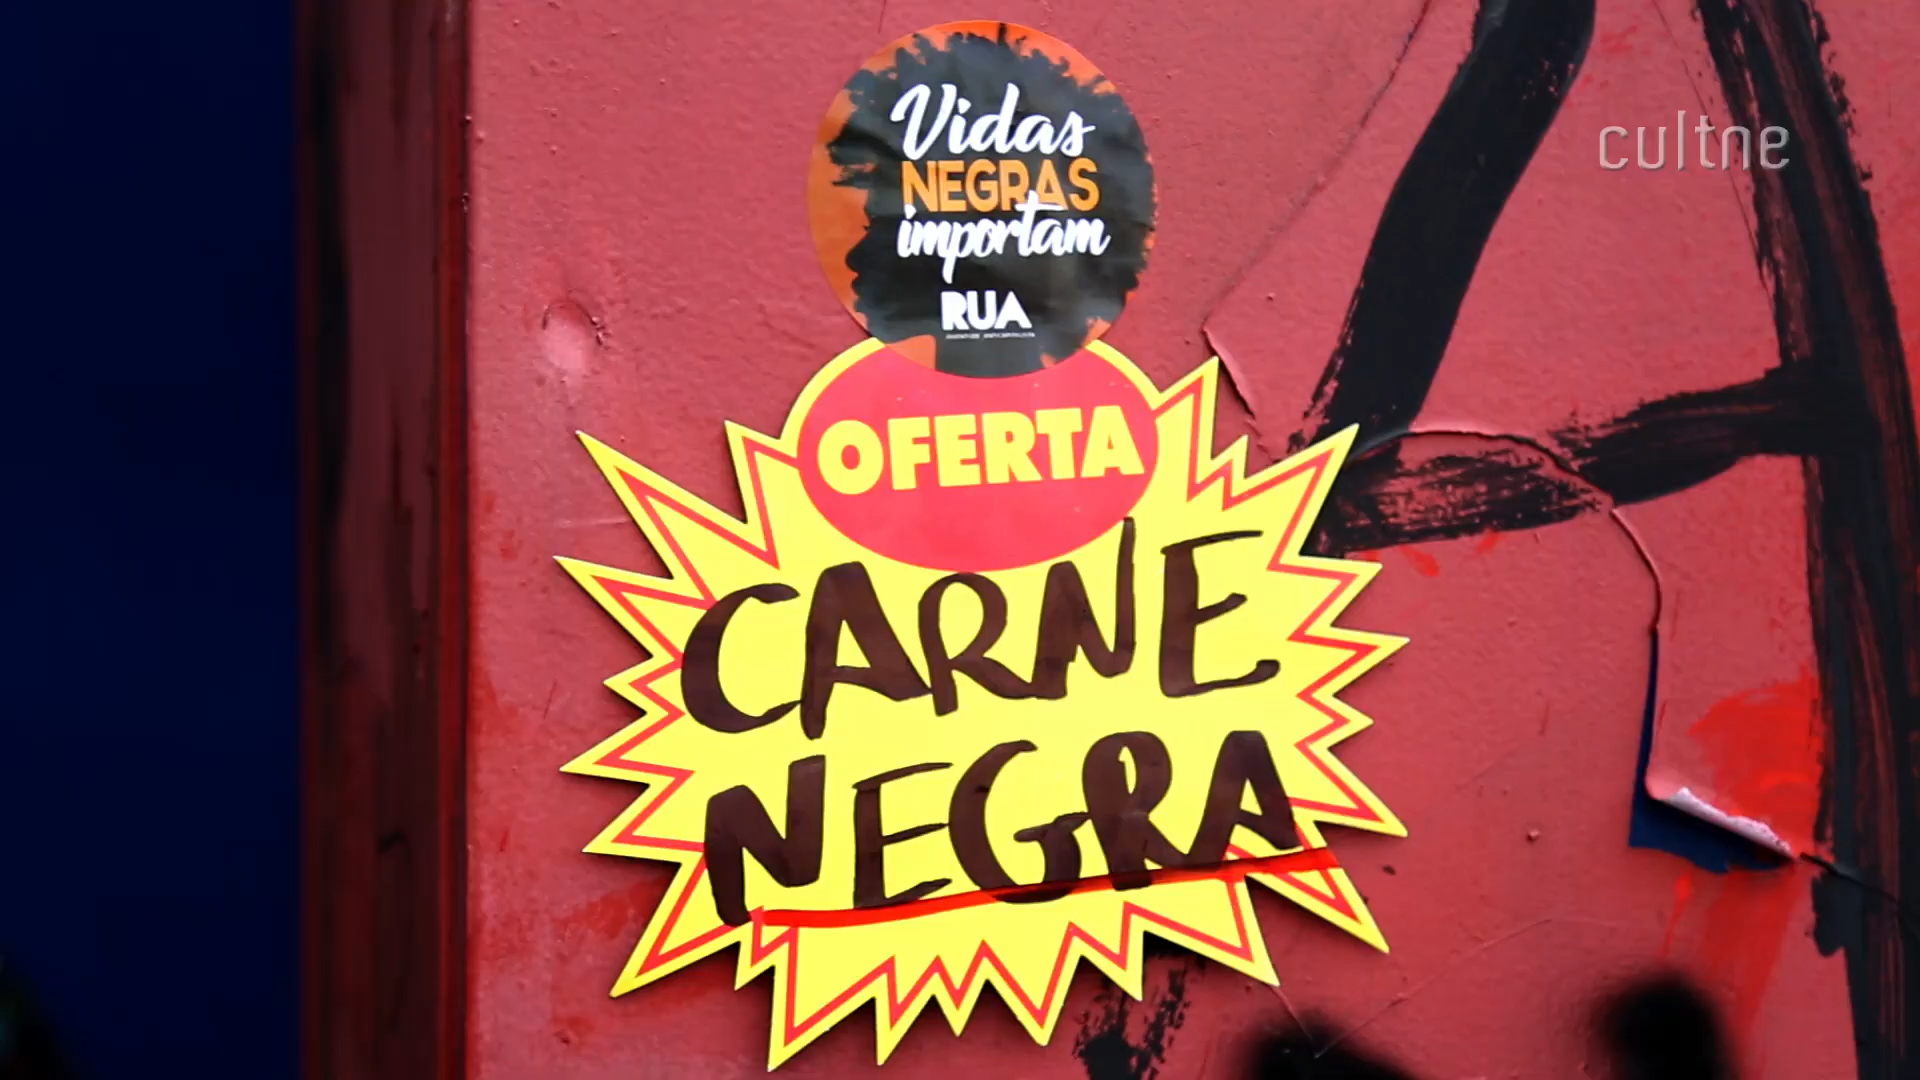 Vidas
NEGRAS
importam
RUA
cultne
OFERTA
CARNE
NEGRA